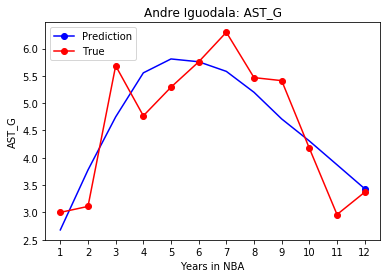 Andre Iguodala: AST_G
Prediction
True
AST_G
6.0
5.5
5.0
4.5
4.0
3.5
3.0
2.5
1 2 3 4 5 6 7 8 9 10 11 12
Years in NBA